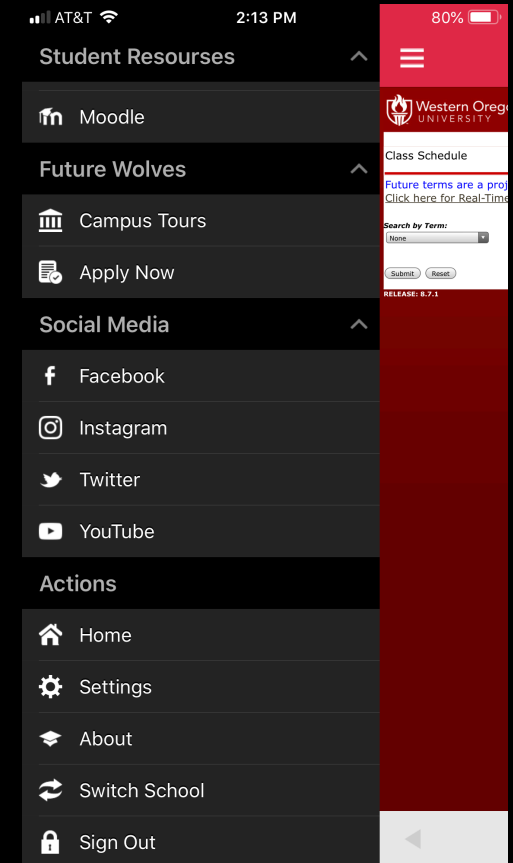 AT&T 2:13 PM 80%
Student Resourses
Moodle
Future Wolves
Campus Tours
Apply Now
Social Media
Facebook
Instagram
Twitter
YouTube
Actions
Home
Settings
About
Switch School
Sign Out
Western Orego
UNIVERSITY
Class Schedule
Future terms are a proj
Click here for Real-Time
Search by Term:
None
Submit Reset
RELEASE: 8.7.1